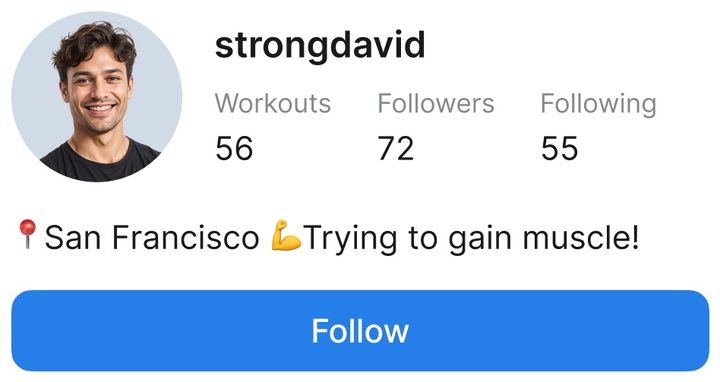 strongdavid
Workouts Followers Following
56 72 55
📍San Francisco 💪Trying to gain muscle!
Follow